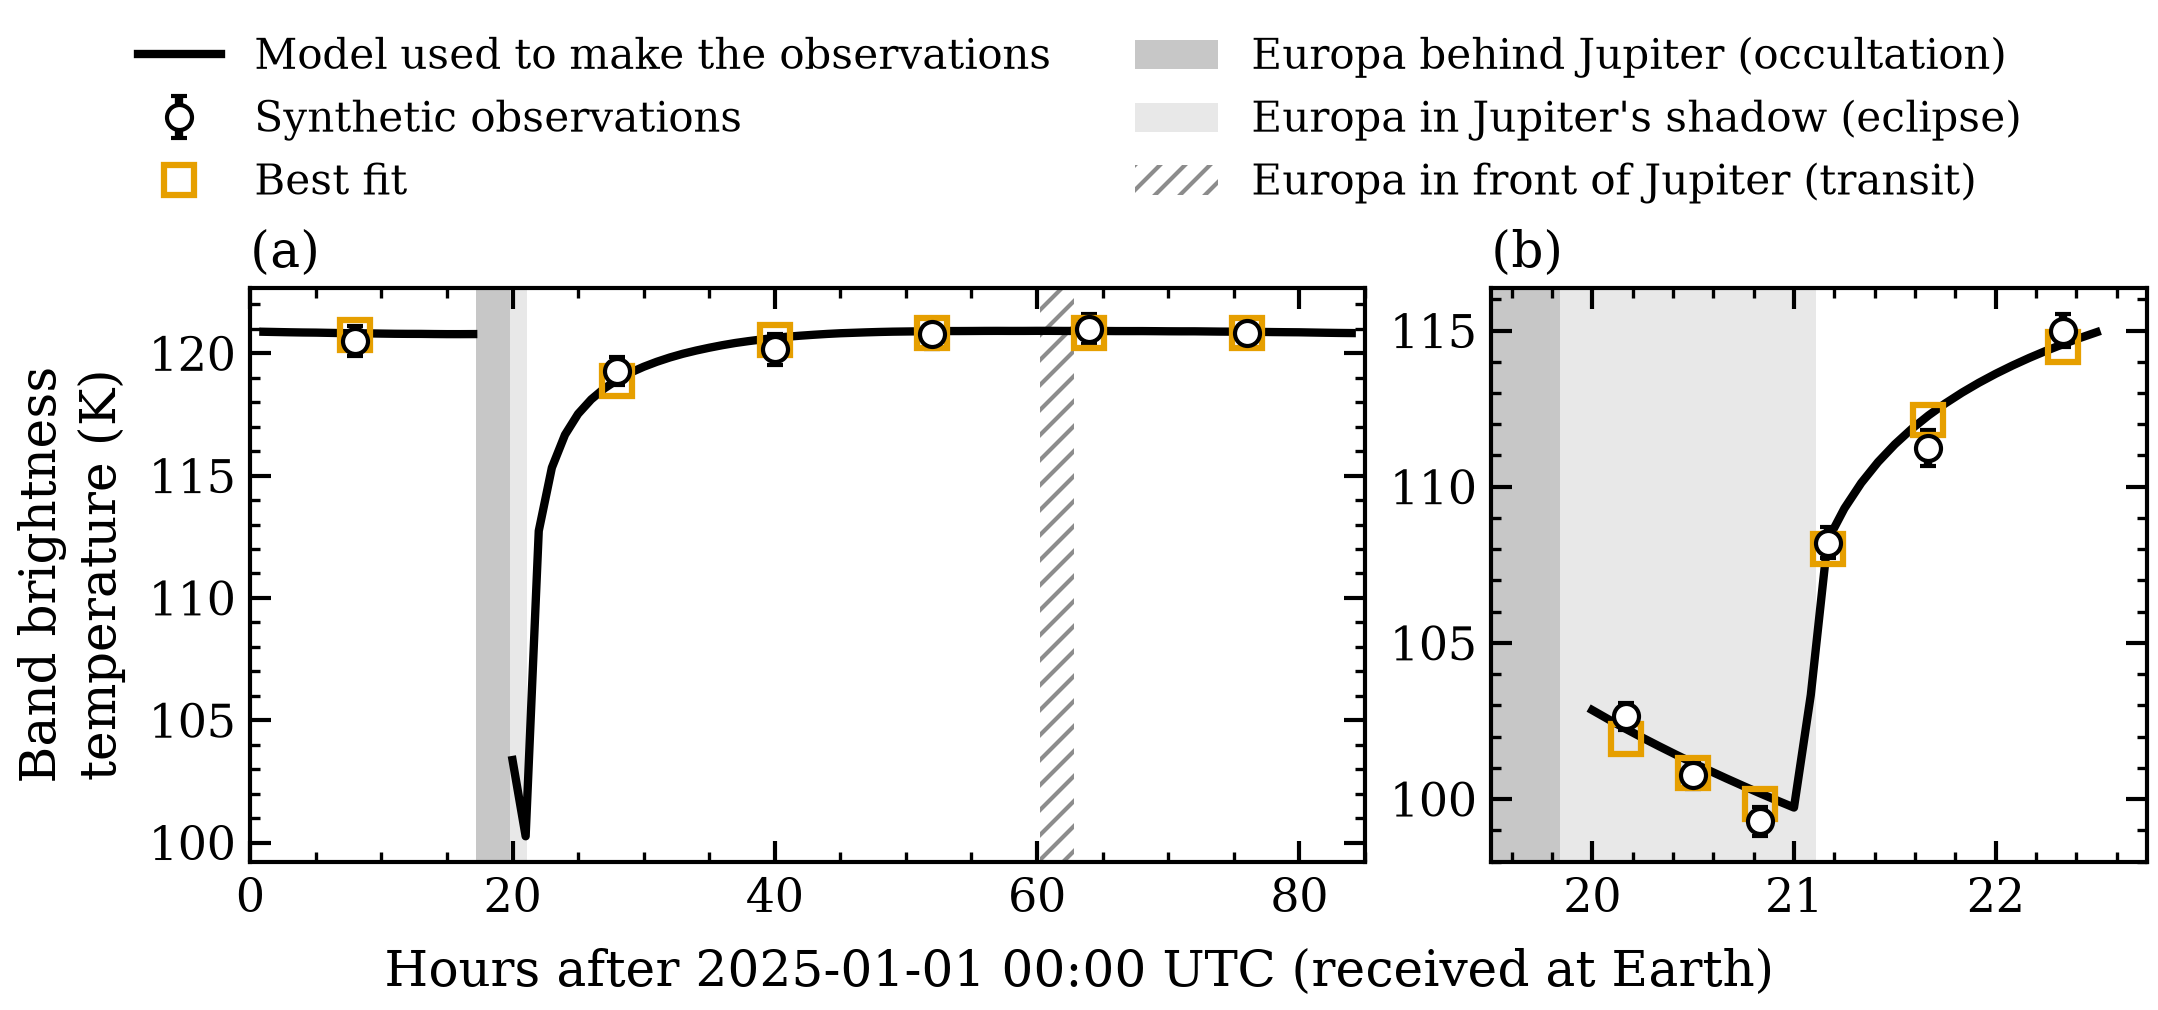 Model used to make the observations
Synthetic observations
Best fit
Europa behind Jupiter (occultation)
Europa in Jupiter's shadow (eclipse)
Europa in front of Jupiter (transit)
(a)
(b)
Band brightness
temperature (K)
120
115
110
105
100
0 20 40 60 80
115
110
105
100
20 21 22
Hours after 2025-01-01 00:00 UTC (received at Earth)